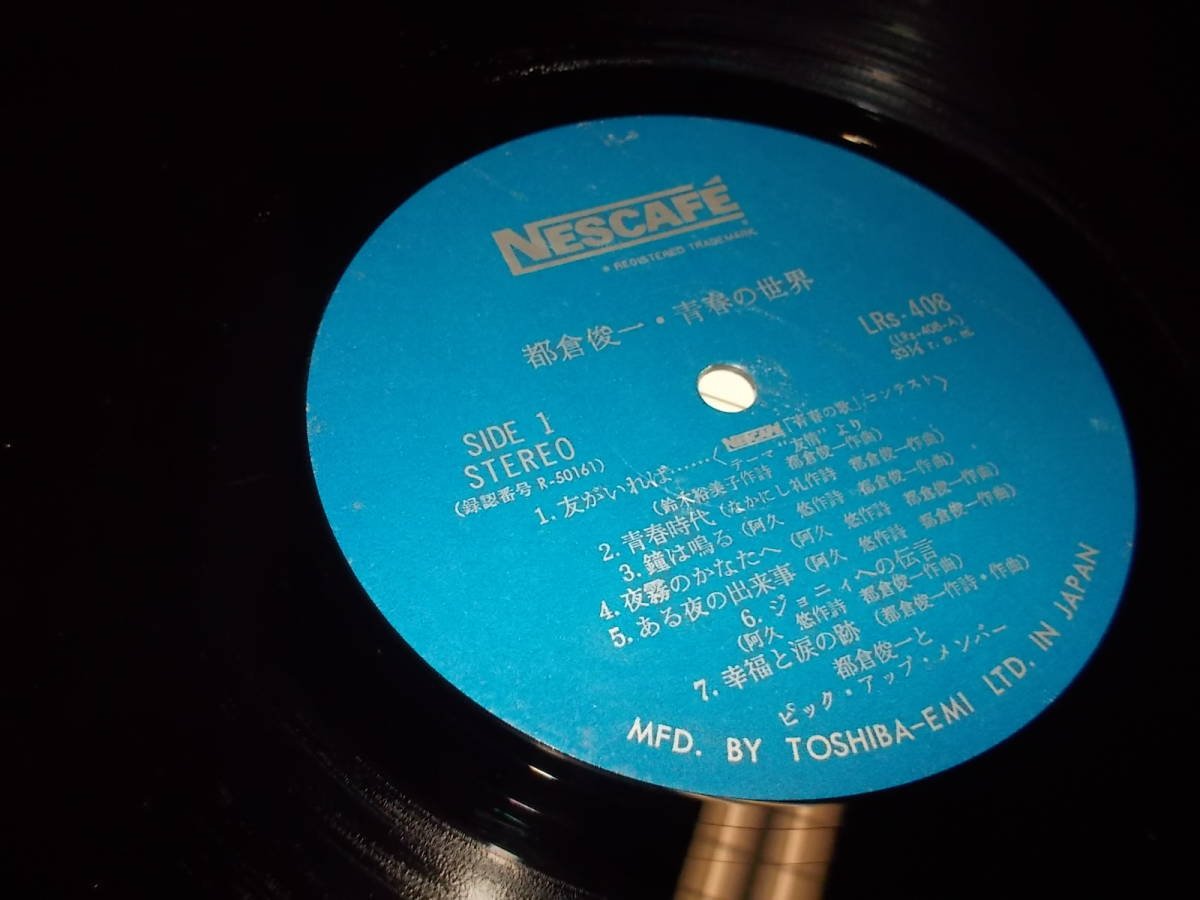 NESCAFÉ
* REGISTERED TRADEMARK
都倉俊一・青春の世界
LRs-408
(LRs-408-A)
33⅓ r.p.m.
SIDE 1
STEREO
(録認番号 R-50161)
1. 友がいれば……〈NESCAFÉ「青春の歌」コンテスト〉
テーマ“友情”より
(鈴木裕美子作詩 都倉俊一作曲)
2. 青春時代 (なかにし礼作詩 都倉俊一作曲)
3. 鐘は鳴る (阿久 悠作詩 都倉俊一作曲)
4. 夜霧のかなたへ (阿久 悠作詩 都倉俊一作曲)
5. ある夜の出来事 (阿久 悠作詩 都倉俊一作曲)
6. ジョニィへの伝言
(阿久 悠作詩 都倉俊一作曲)
7. 幸福と涙の跡 (都倉俊一作詩・作曲)
都倉俊一と
ピック・アップ・メンバー
MFD. BY TOSHIBA-EMI LTD. IN JAPAN